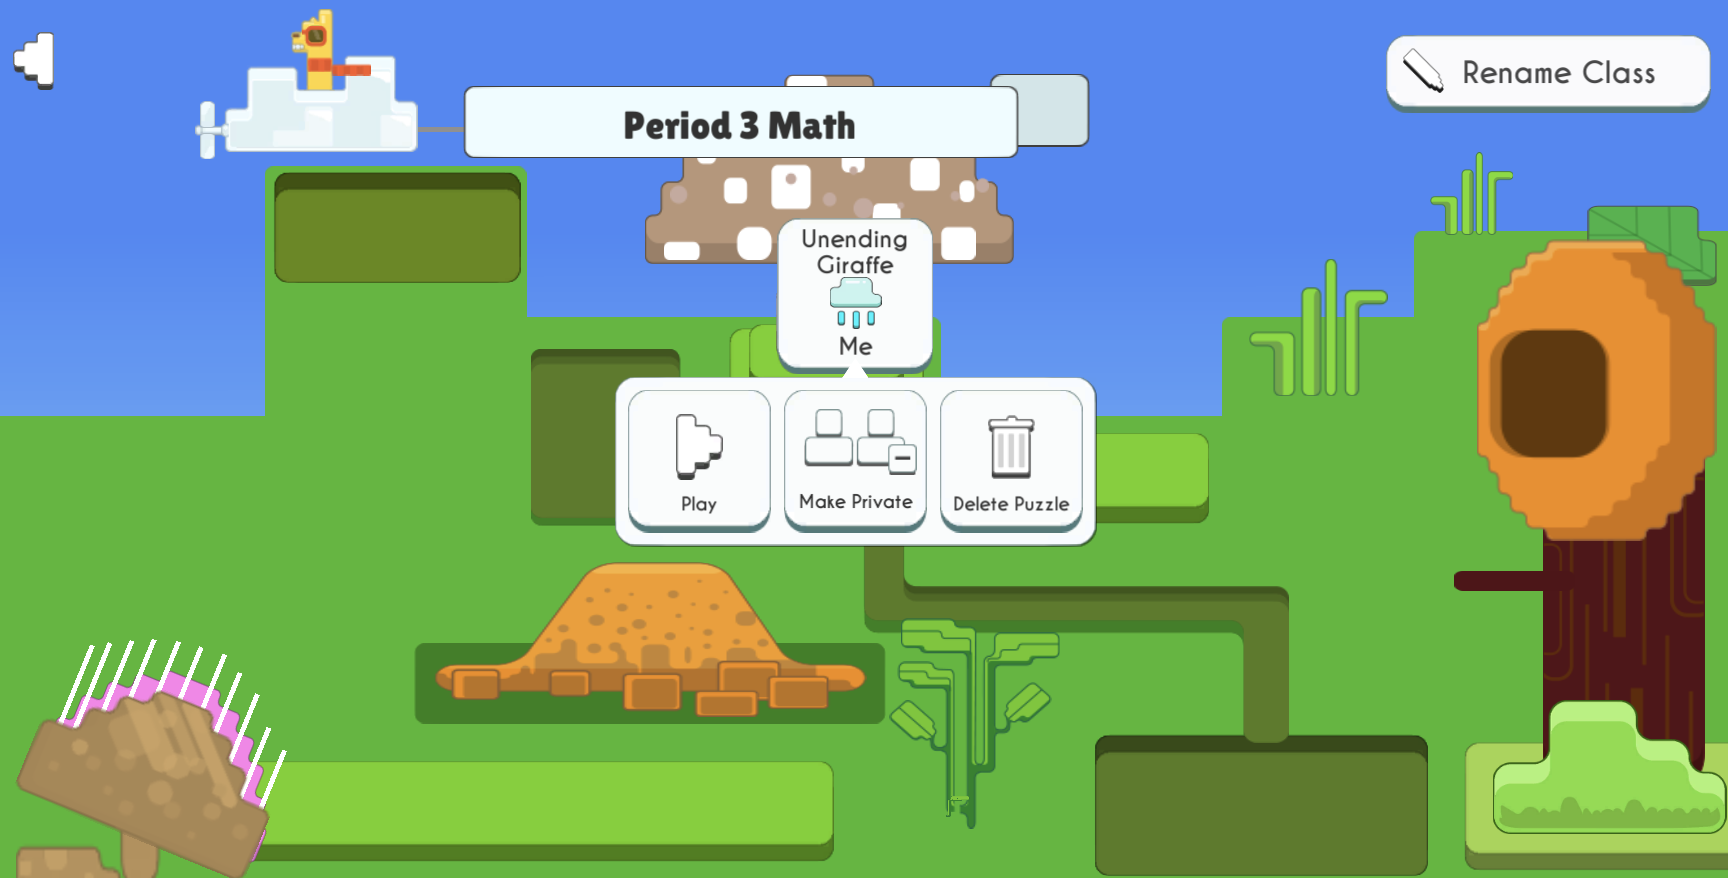 Rename Class
Period 3 Math
Unending
Giraffe
Me
Play
Make Private
Delete Puzzle